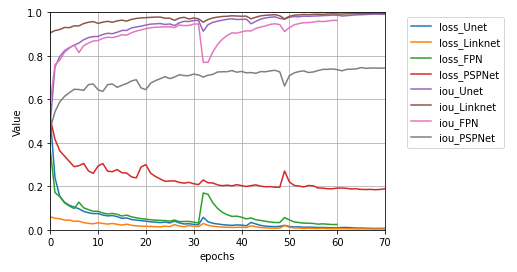 1.0
0.8
0.6
0.4
0.2
0.0
Value
0 10 20 30 40 50 60 70
epochs
loss_Unet
loss_Linknet
loss_FPN
loss_PSPNet
iou_Unet
iou_Linknet
iou_FPN
iou_PSPNet